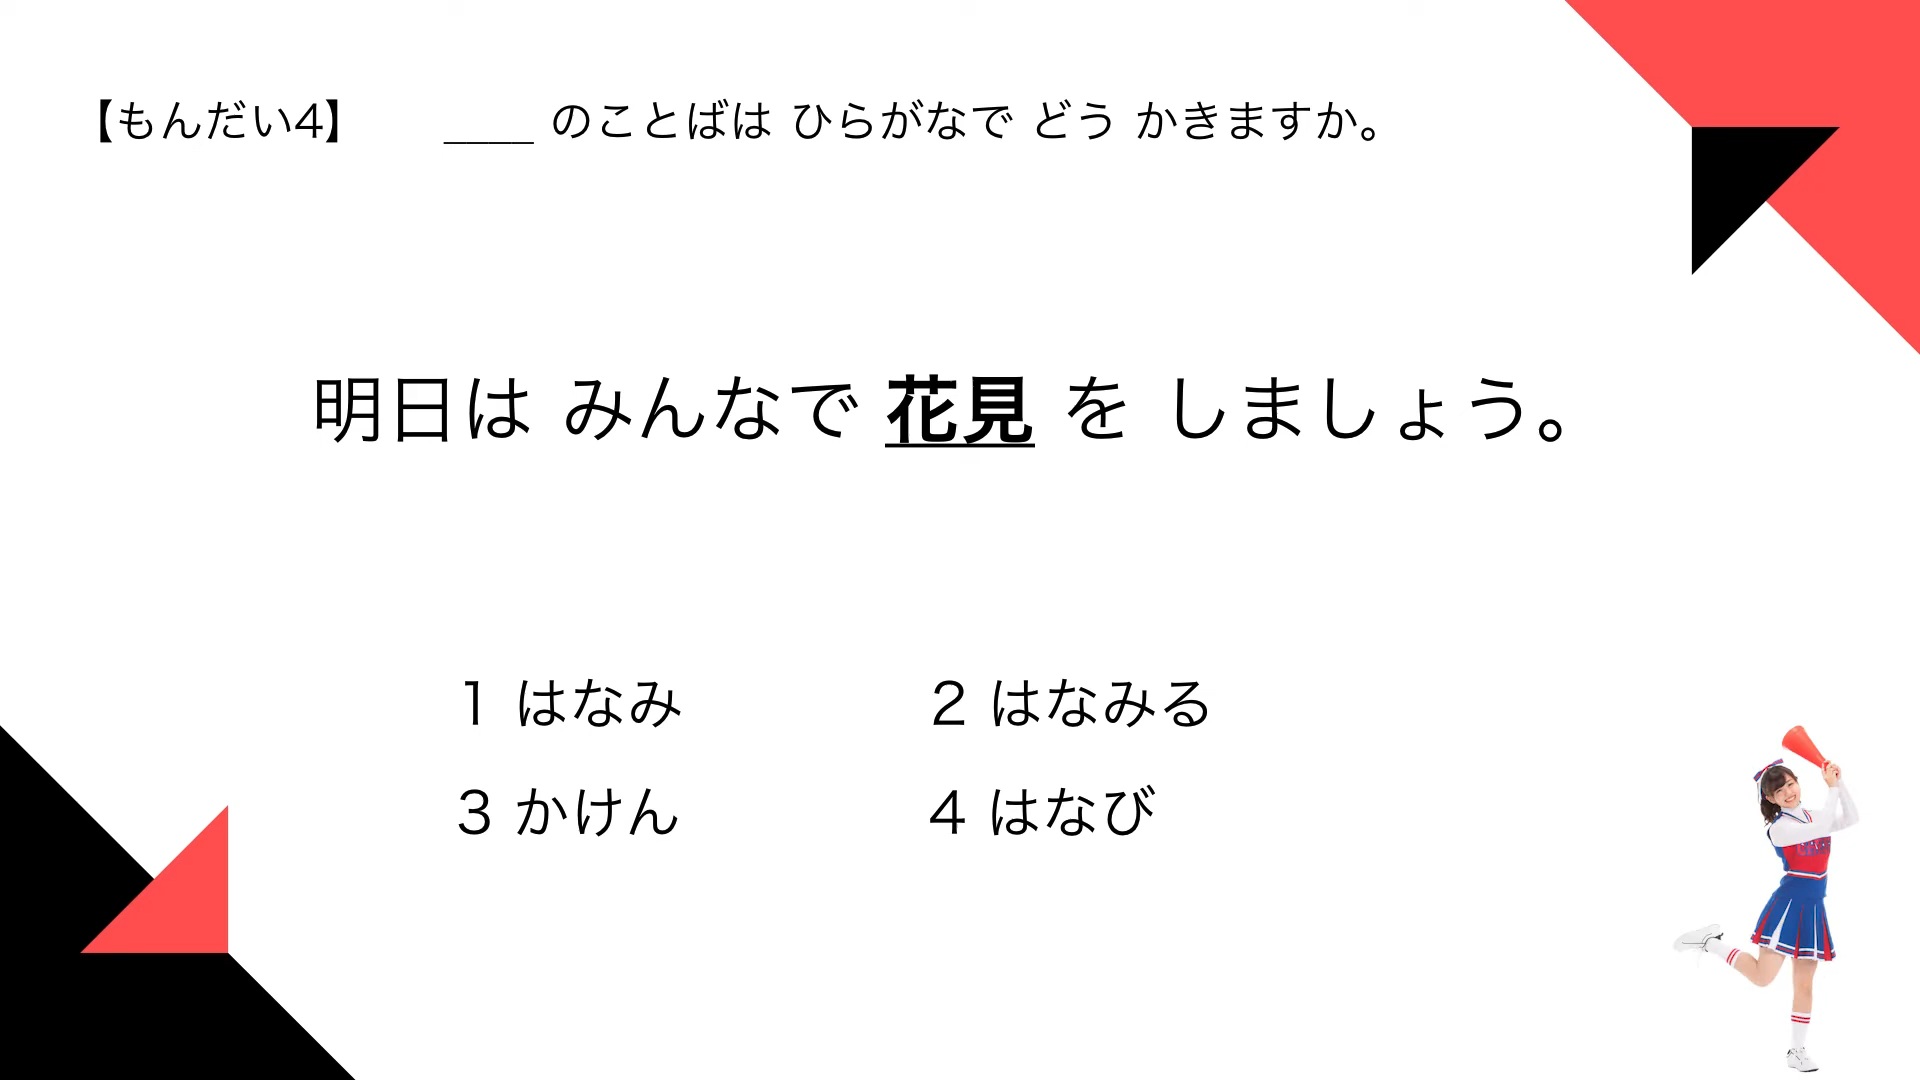 【もんだい4】　＿＿ のことばは ひらがなで どう かきますか。
明日は みんなで 花見 を しましょう。
1 はなみ　2 はなみる
3 かけん　4 はなび